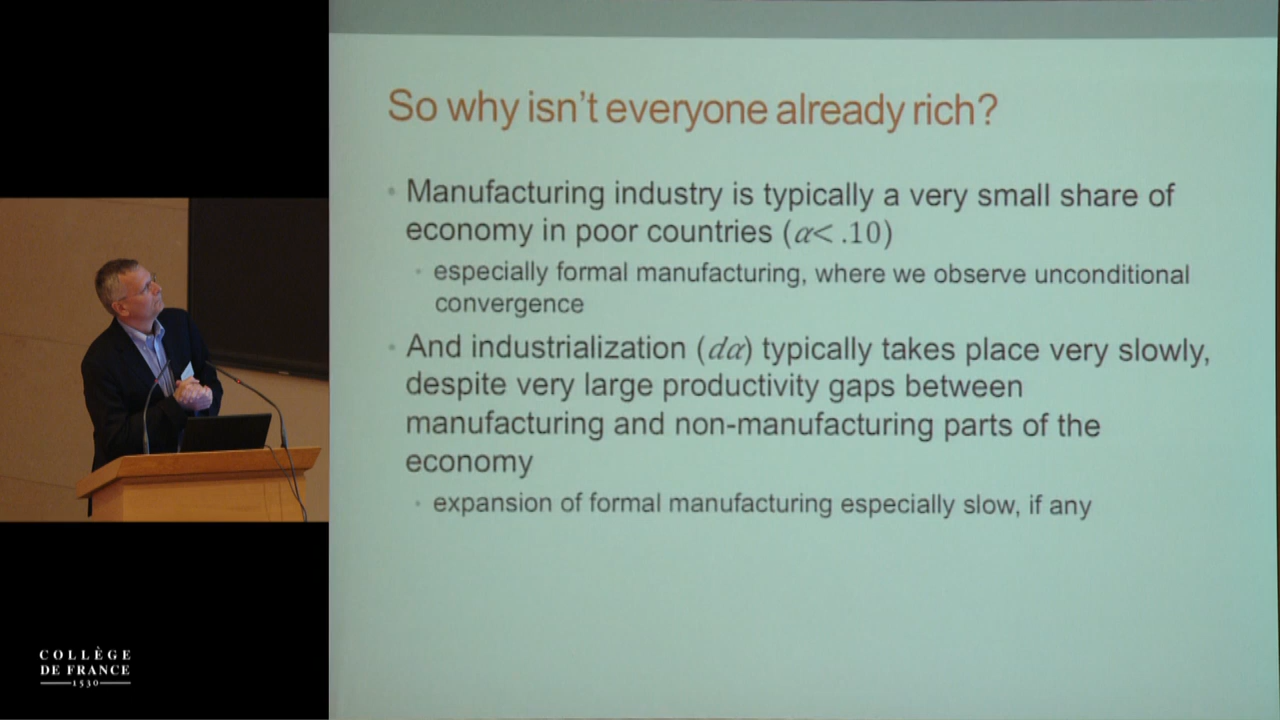 So why isn't everyone already rich?
• Manufacturing industry is typically a very small share of
economy in poor countries (α< .10)
• especially formal manufacturing, where we observe unconditional
convergence
• And industrialization (dα) typically takes place very slowly,
despite very large productivity gaps between
manufacturing and non-manufacturing parts of the
economy
• expansion of formal manufacturing especially slow, if any
COLLÈGE
DE FRANCE
1530